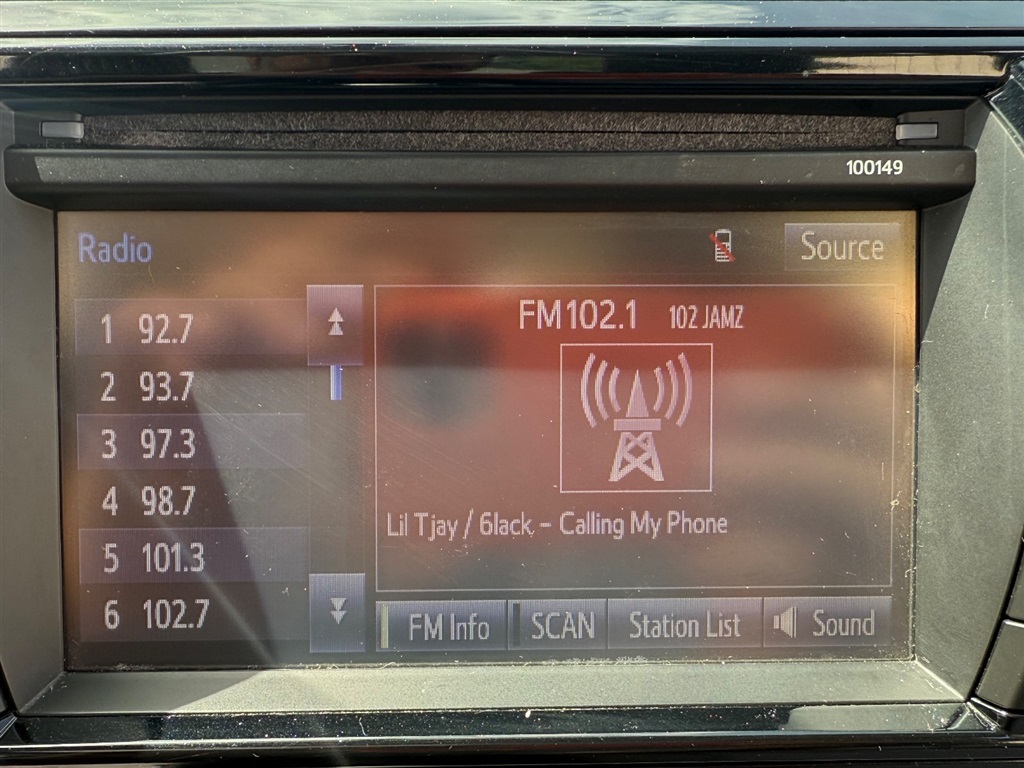 100149
Radio
Source
FM102.1 102 JAMZ
1 92.7
2 93.7
3 97.3
4 98.7
5 101.3
6 102.7
Lil Tjay / 6lack - Calling My Phone
FM Info SCAN Station List Sound